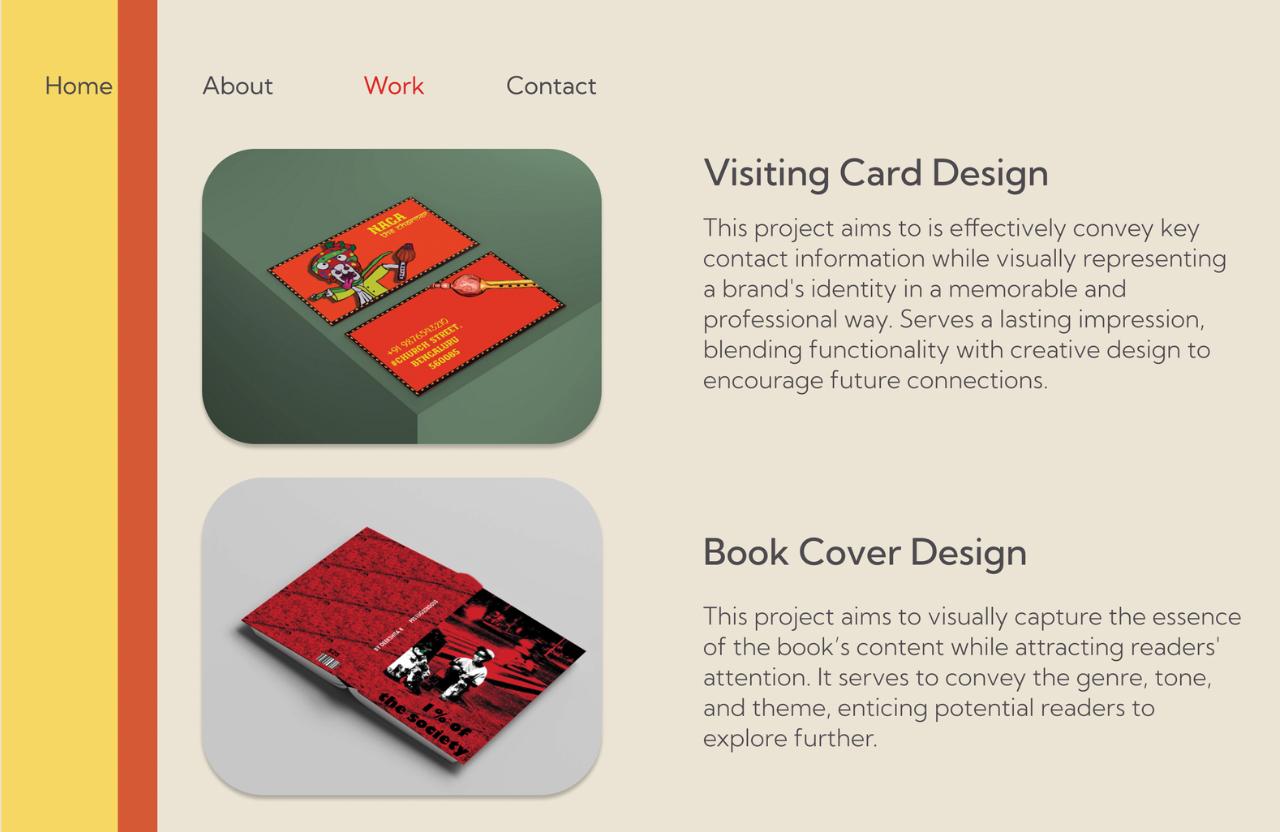 Home About Work Contact
NAGA
the charmer
+91 9876543210
#CHURCH STREET,
BENGALURU
560085
Visiting Card Design
This project aims to is effectively convey key
contact information while visually representing
a brand's identity in a memorable and
professional way. Serves a lasting impression,
blending functionality with creative design to
encourage future connections.
1% of
the society
Book Cover Design
This project aims to visually capture the essence
of the book’s content while attracting readers'
attention. It serves to convey the genre, tone,
and theme, enticing potential readers to
explore further.